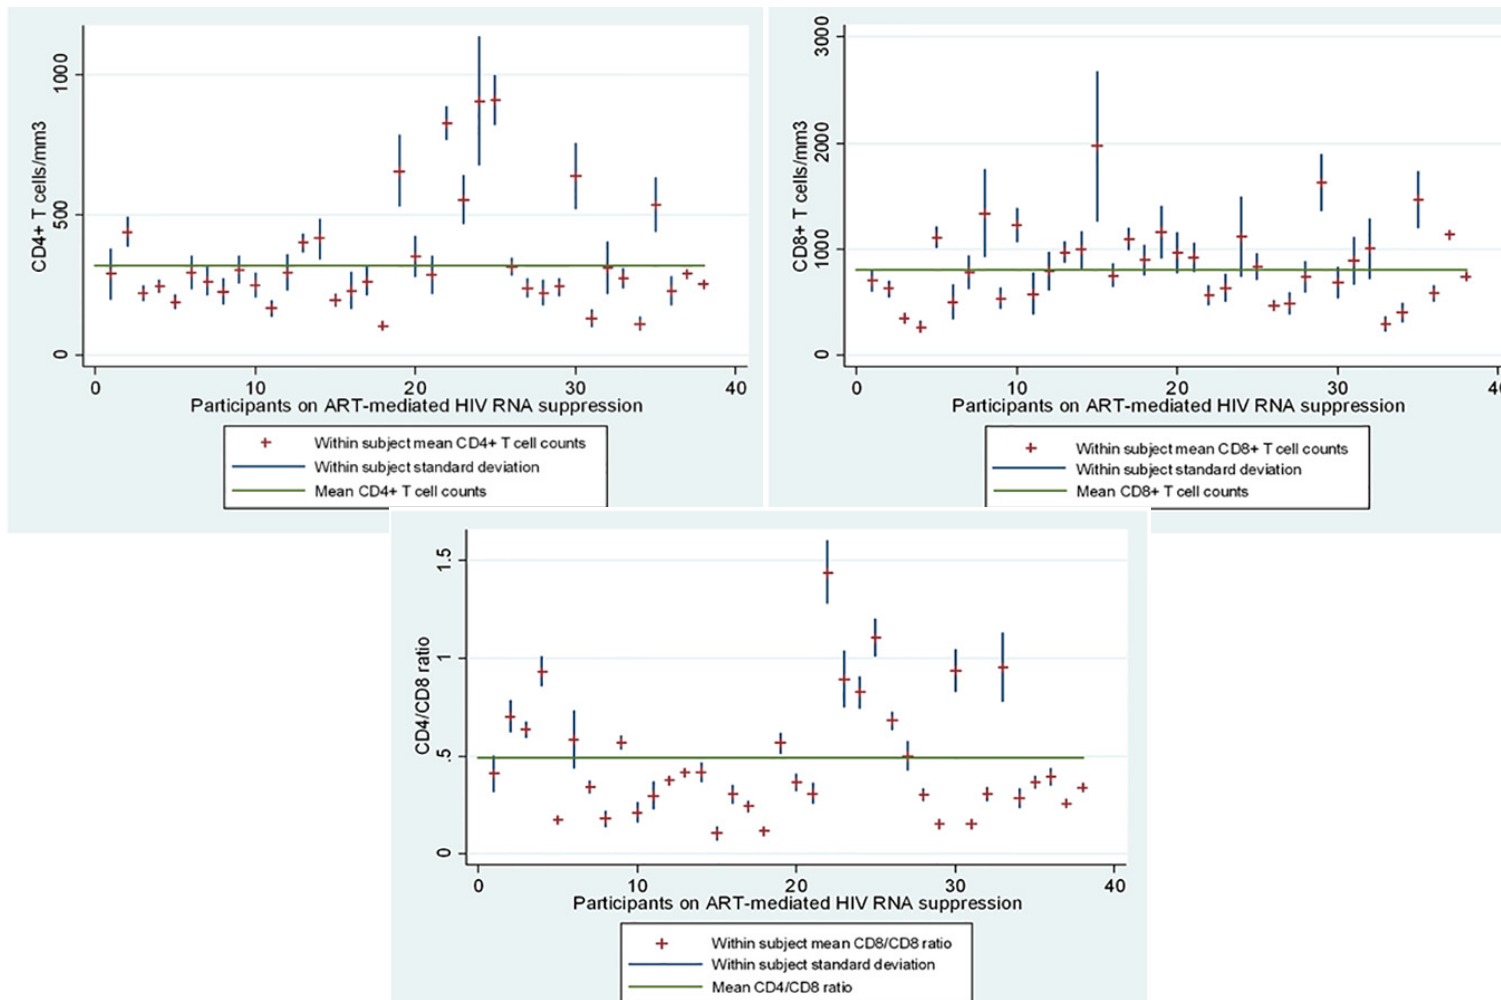 1000
500
0
CD4+ T cells/mm3
0 10 20 30 40
Participants on ART-mediated HIV RNA suppression
Within subject mean CD4+ T cell counts
Within subject standard deviation
Mean CD4+ T cell counts
3000
2000
1000
0
CD8+ T cells/mm3
0 10 20 30 40
Participants on ART-mediated HIV RNA suppression
Within subject mean CD8+ T cell counts
Within subject standard deviation
Mean CD8+ T cell counts
1.5
1
.5
0
CD4/CD8 ratio
0 10 20 30 40
Participants on ART-mediated HIV RNA suppression
Within subject mean CD8/CD8 ratio
Within subject standard deviation
Mean CD4/CD8 ratio